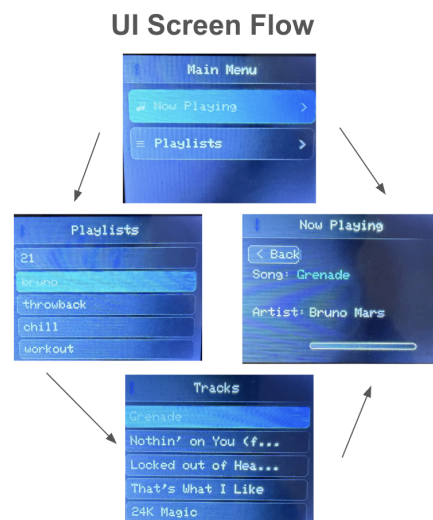 UI Screen Flow
Main Menu
Now Playing >
Playlists >
Playlists
21
bruno
throwback
chill
workout
Now Playing
< Back
Song: Grenade
Artist: Bruno Mars
Tracks
Grenade
Nothin' on You (f...
Locked out of Hea...
That's What I Like
24K Magic